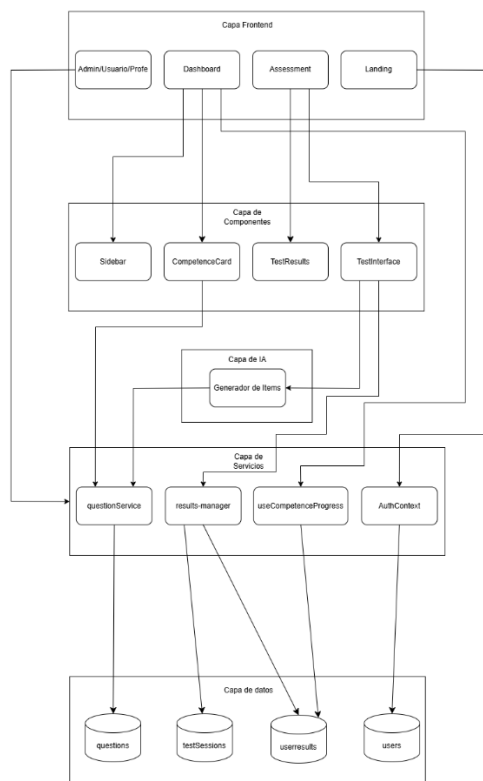 Capa Frontend
Admin/Usuario/Profe
Dashboard
Assessment
Landing
Capa de
Componentes
Sidebar
CompetenceCard
TestResults
TestInterface
Capa de IA
Generador de Items
Capa de
Servicios
questionService
results-manager
useCompetenceProgress
AuthContext
Capa de datos
questions
testSessions
userresults
users